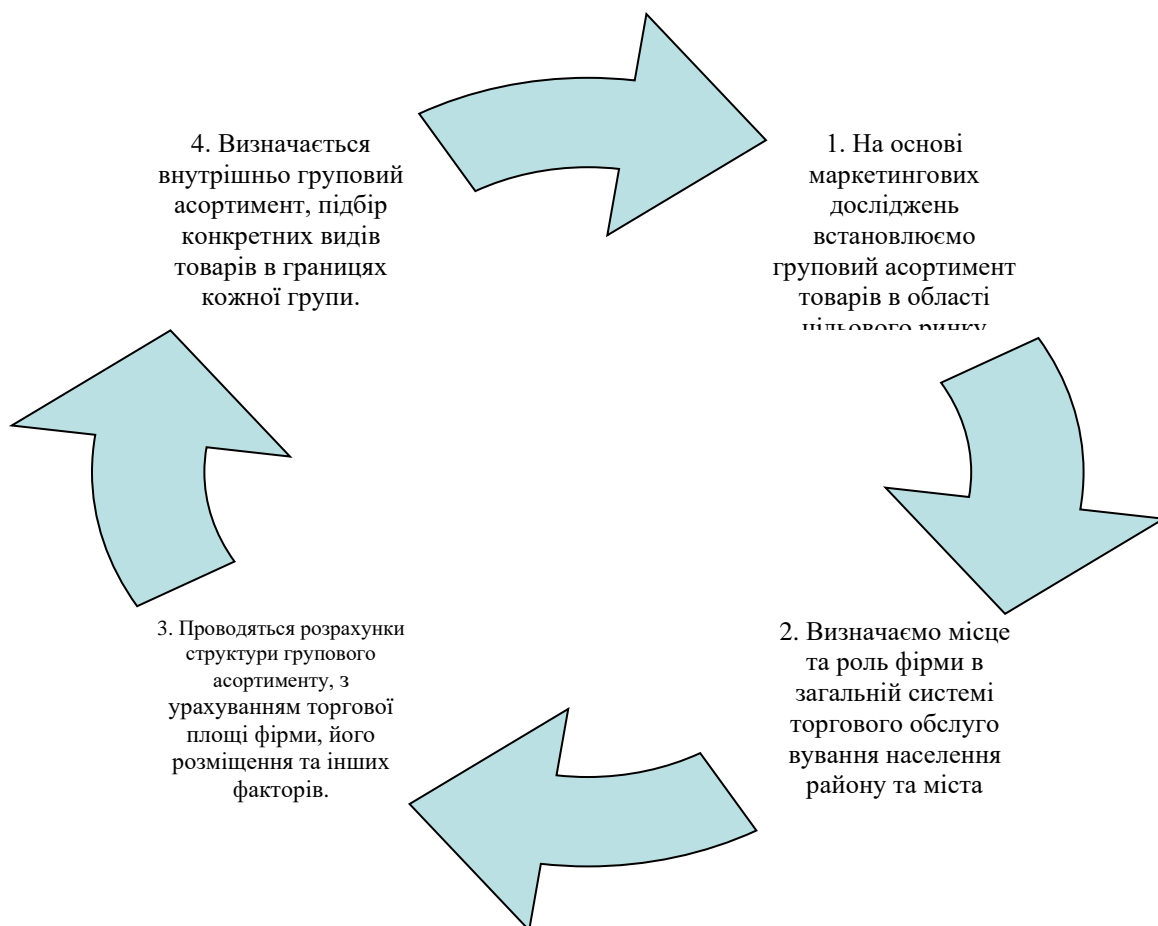 4. Визначається
внутрішньо груповий
асортимент, підбір
конкретних видів
товарів в границях
кожної групи.
1. На основі
маркетингових
досліджень
встановлюємо
груповий асортимент
товарів в області
цільового ринку
2. Визначаємо місце
та роль фірми в
загальній системі
торгового обслуго
вування населення
району та міста
3. Проводяться розрахунки
структури групового
асортименту, з
урахуванням торгової
площі фірми, його
розміщення та інших
факторів.